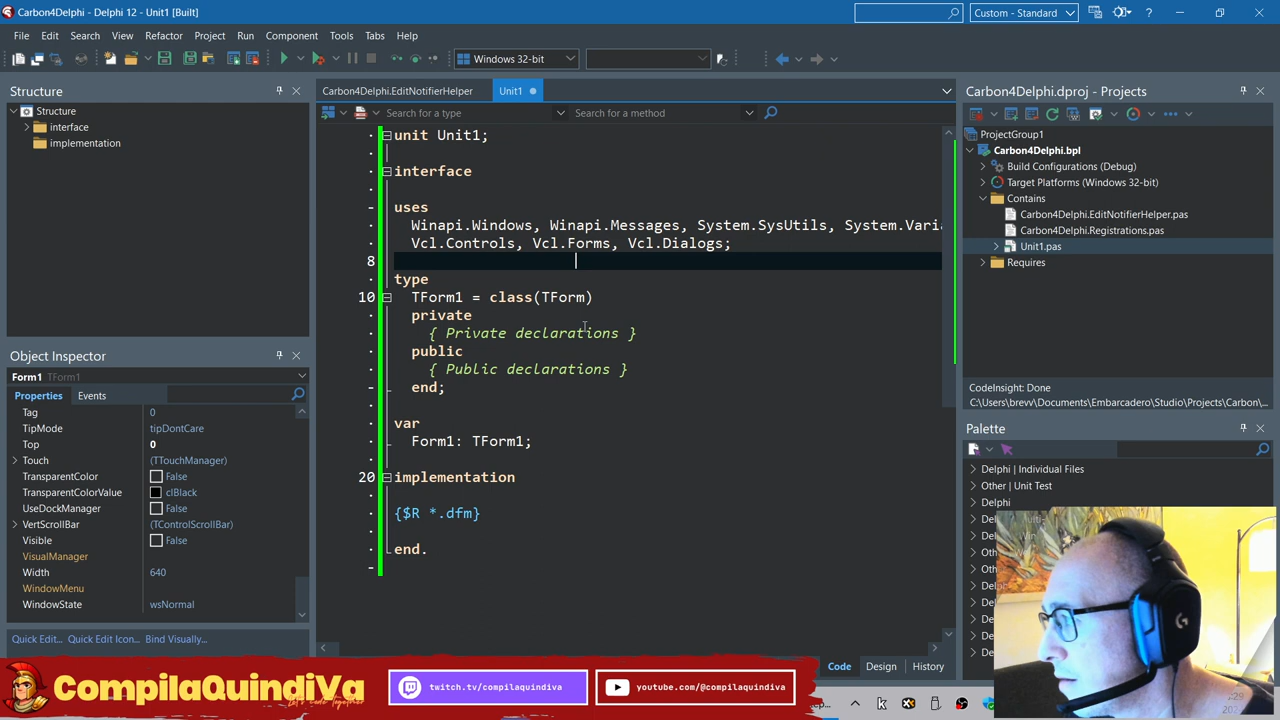 Carbon4Delphi - Delphi 12 - Unit1 [Built]
Custom - Standard
File Edit Search View Refactor Project Run Component Tools Tabs Help
Windows 32-bit
Structure
Structure
interface
implementation
Object Inspector
Form1 TForm1
Properties Events
Tag 0
TipMode tipDontCare
Top 0
Touch (TTouchManager)
TransparentColor False
TransparentColorValue clBlack
UseDockManager False
VertScrollBar (TControlScrollBar)
Visible False
VisualManager
Width 640
WindowMenu
WindowState wsNormal
Quick Edit... Quick Edit Icon... Bind Visually...
Carbon4Delphi.EditNotifierHelper Unit1
Search for a type Search for a method
unit Unit1;
interface
uses
Winapi.Windows, Winapi.Messages, System.SysUtils, System.Varia
Vcl.Controls, Vcl.Forms, Vcl.Dialogs;
8
type
10 TForm1 = class(TForm)
private
{ Private declarations }
public
{ Public declarations }
end;
var
Form1: TForm1;
20 implementation
{$R *.dfm}
end.
Code Design History
Carbon4Delphi.dproj - Projects
ProjectGroup1
Carbon4Delphi.bpl
Build Configurations (Debug)
Target Platforms (Windows 32-bit)
Contains
Carbon4Delphi.EditNotifierHelper.pas
Carbon4Delphi.Registrations.pas
Unit1.pas
Requires
CodeInsight: Done
C:\Users\brevv\Documents\Embarcadero\Studio\Projects\Carbon\...
Palette
Delphi | Individual Files
Other | Unit Test
Delphi
CompilaQuindiVa
Let's Code Together
twitch.tv/compilaquindiva
youtube.com/@compilaquindiva